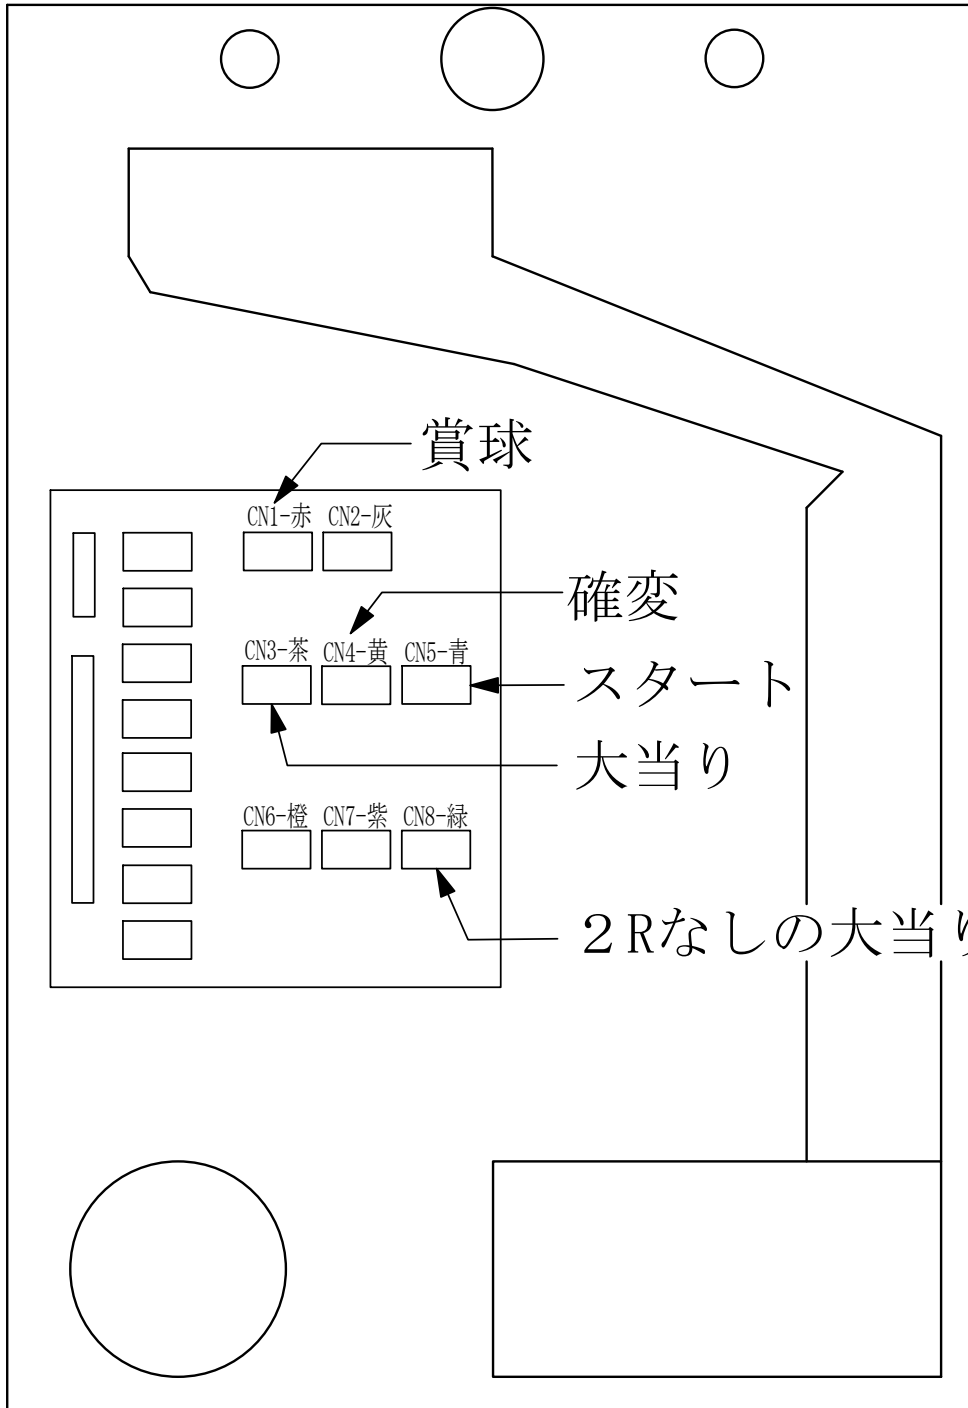 賞球
CN1-赤 CN2-灰
確変
CN3-茶 CN4-黄 CN5-青
スタート
大当り
CN6-橙 CN7-紫 CN8-緑
２Rなしの大当り